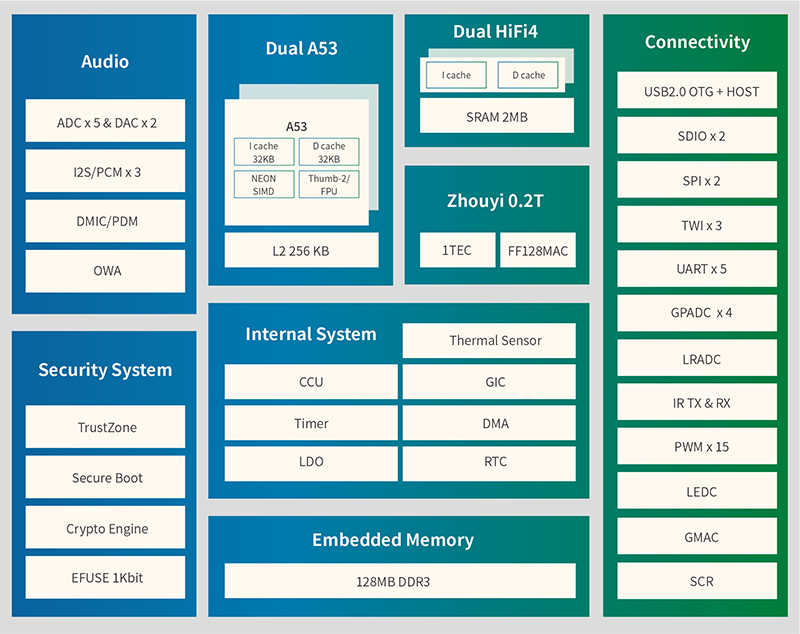 Audio
ADC x 5 & DAC x 2
I2S/PCM x 3
DMIC/PDM
OWA
Security System
TrustZone
Secure Boot
Crypto Engine
EFUSE 1Kbit
Dual A53
A53
I cache
32KB
D cache
32KB
NEON
SIMD
Thumb-2/
FPU
L2 256 KB
Dual HiFi4
I cache
D cache
SRAM 2MB
Zhouyi 0.2T
1TEC
FF128MAC
Internal System
Thermal Sensor
CCU
GIC
Timer
DMA
LDO
RTC
Embedded Memory
128MB DDR3
Connectivity
USB2.0 OTG + HOST
SDIO x 2
SPI x 2
TWI x 3
UART x 5
GPADC x 4
LRADC
IR TX & RX
PWM x 15
LEDC
GMAC
SCR